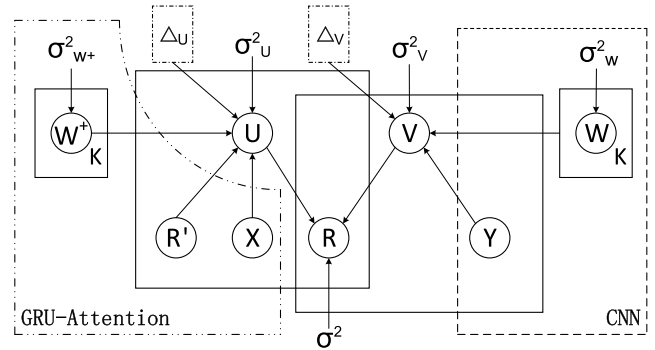 △U
σ²U
△V
σ²V
σ²W+
σ²W
W⁺
K
U
V
W
K
R'
X
R
Y
GRU-Attention
σ²
CNN